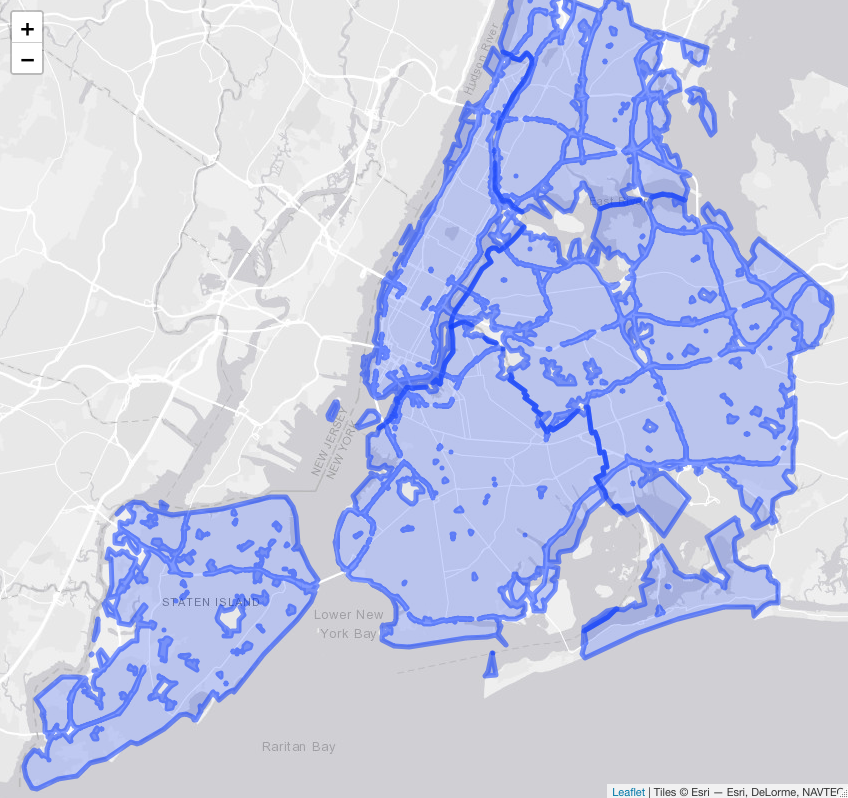 +
−
Hudson River
East
NEW JERSEY
NEW YORK
STATEN ISLAND
Lower New
York Bay
Raritan Bay
Leaflet | Tiles © Esri — Esri, DeLorme, NAVTEQ